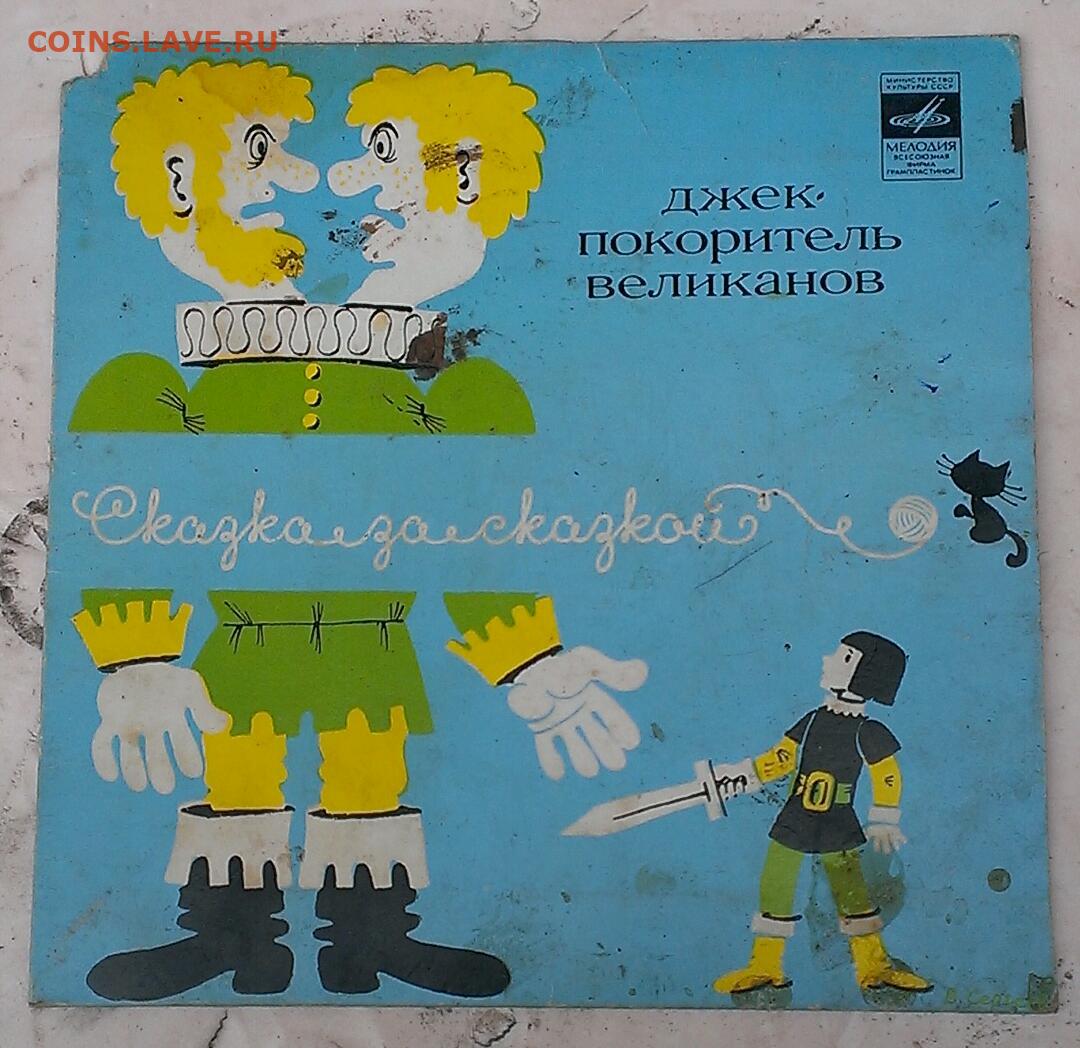 COINS.LAVE.RU
МИНИСТЕРСТВО
КУЛЬТУРЫ СССР
МЕЛОДИЯ
ВСЕСОЮЗНАЯ
ФИРМА
ГРАМПЛАСТИНОК
джек-
покоритель
великанов
Сказка за сказкой